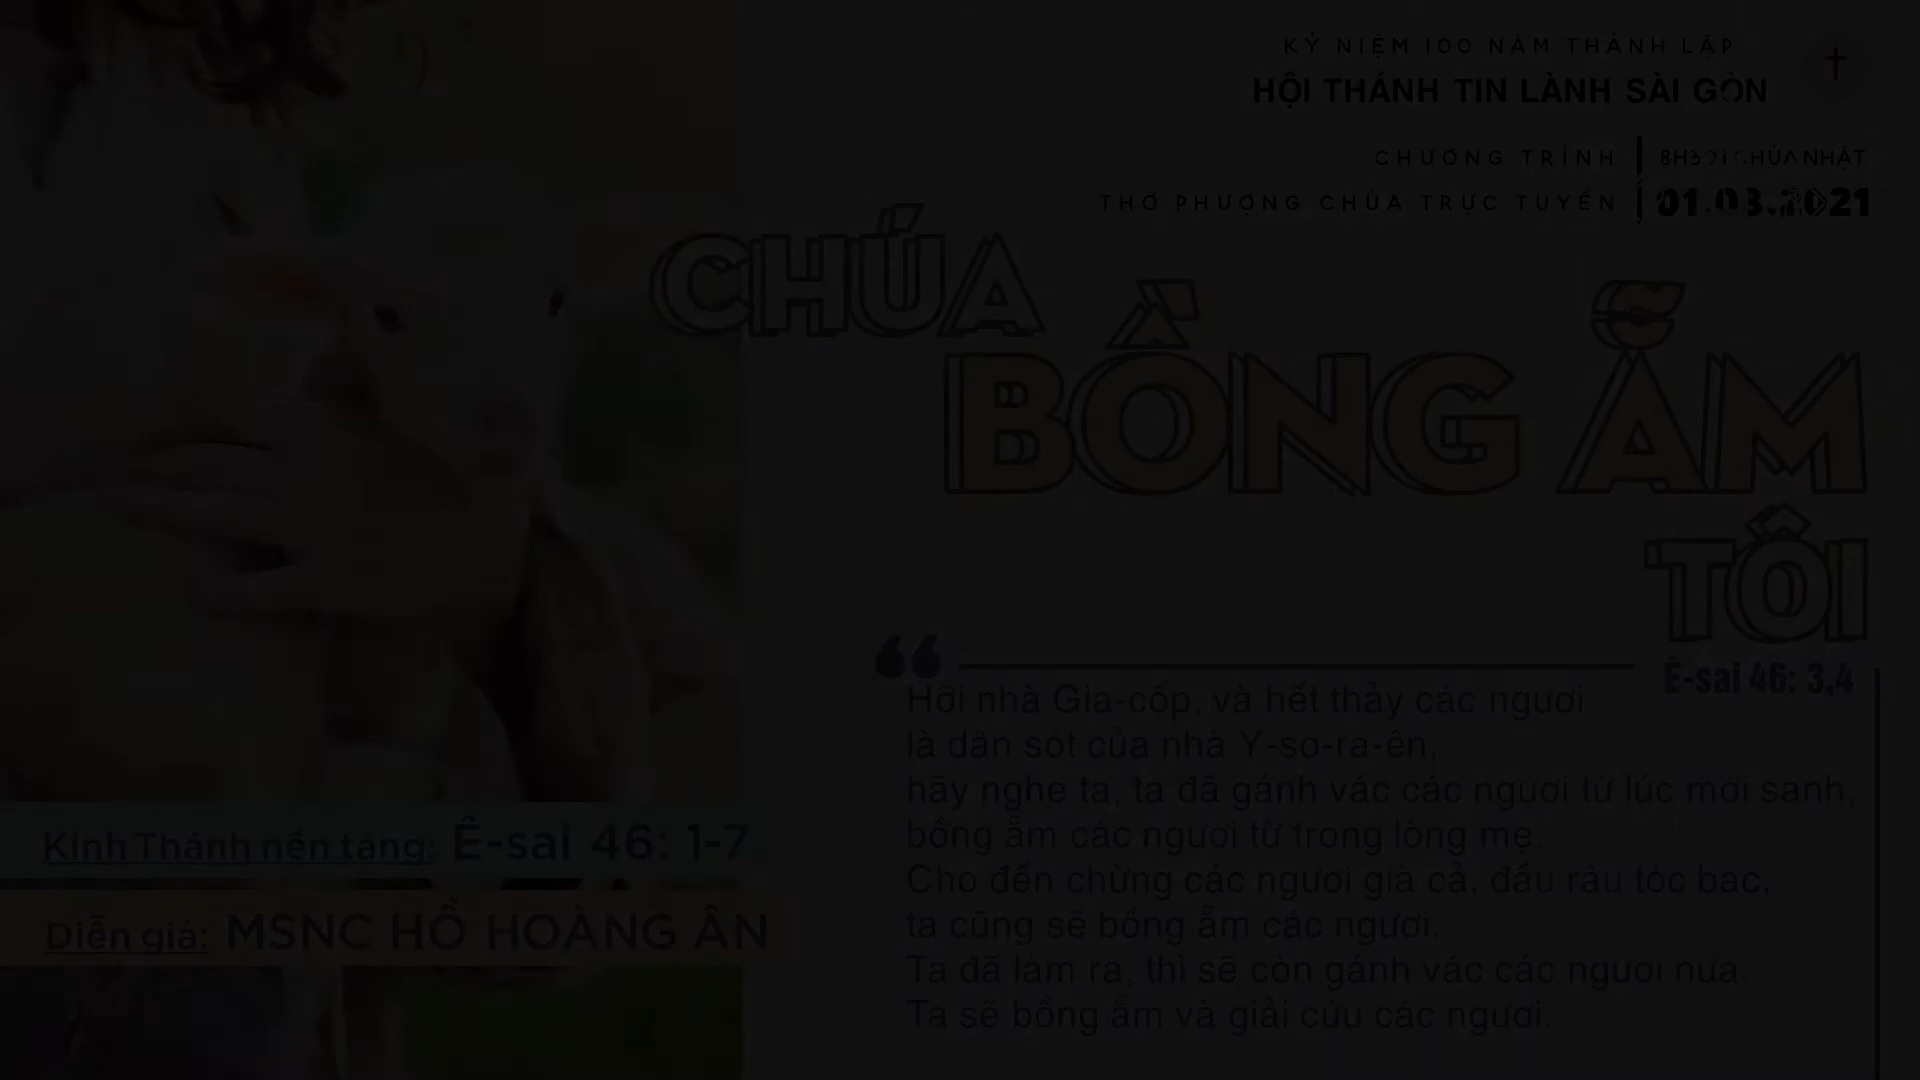 KỶ NIỆM 100 NĂM THÀNH LẬP
HỘI THÁNH TIN LÀNH SÀI GÒN
CHƯƠNG TRÌNH
THỜ PHƯỢNG CHÚA TRỰC TUYẾN
CHÚA NHẬT
01.08.2021
CHÚA
BỒNG ẴM
TÔI
Ê-sai 46: 3,4
Hỡi nhà Gia-cốp, và hết thảy các ngươi
là dân sót của nhà Y-sơ-ra-ên,
hãy nghe ta, ta đã gánh vác các ngươi từ lúc mới sanh,
bồng ẵm các ngươi từ trong lòng mẹ.
Cho đến chừng các ngươi già cả, đầu râu tóc bạc,
ta cũng sẽ bồng ẵm các ngươi.
Ta đã làm ra, thì sẽ còn gánh vác các ngươi nữa.
Ta sẽ bồng ẵm và giải cứu các ngươi.
Kinh Thánh nền tảng: Ê-sai 46: 1-7
Diễn giả: MSNC HỒ HOÀNG ÂN